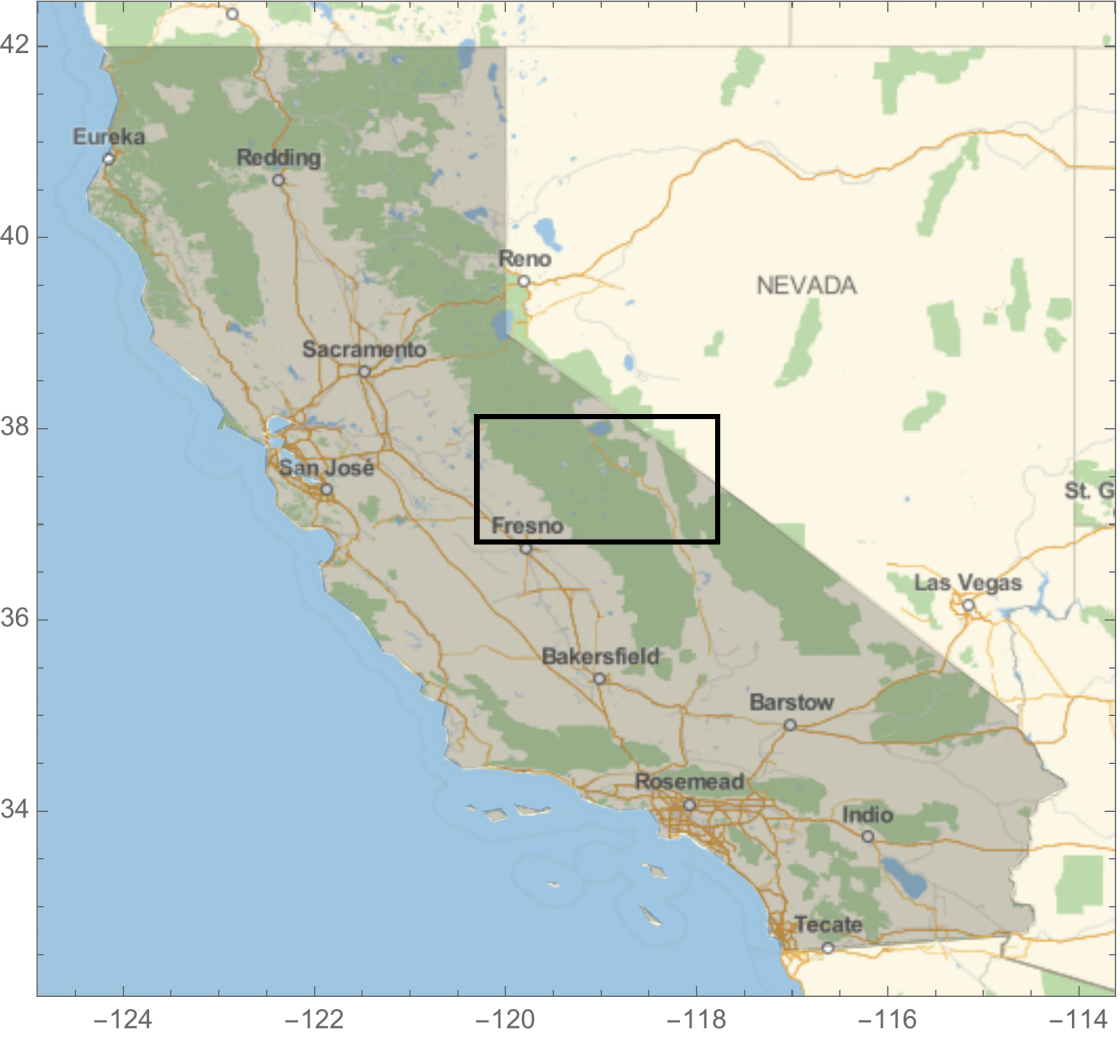 42
Eureka
Redding
40
Reno
NEVADA
Sacramento
38
San José
St. G
Fresno
Las Vegas
36
Bakersfield
Barstow
Rosemead
34
Indio
Tecate
−124 −122 −120 −118 −116 −114